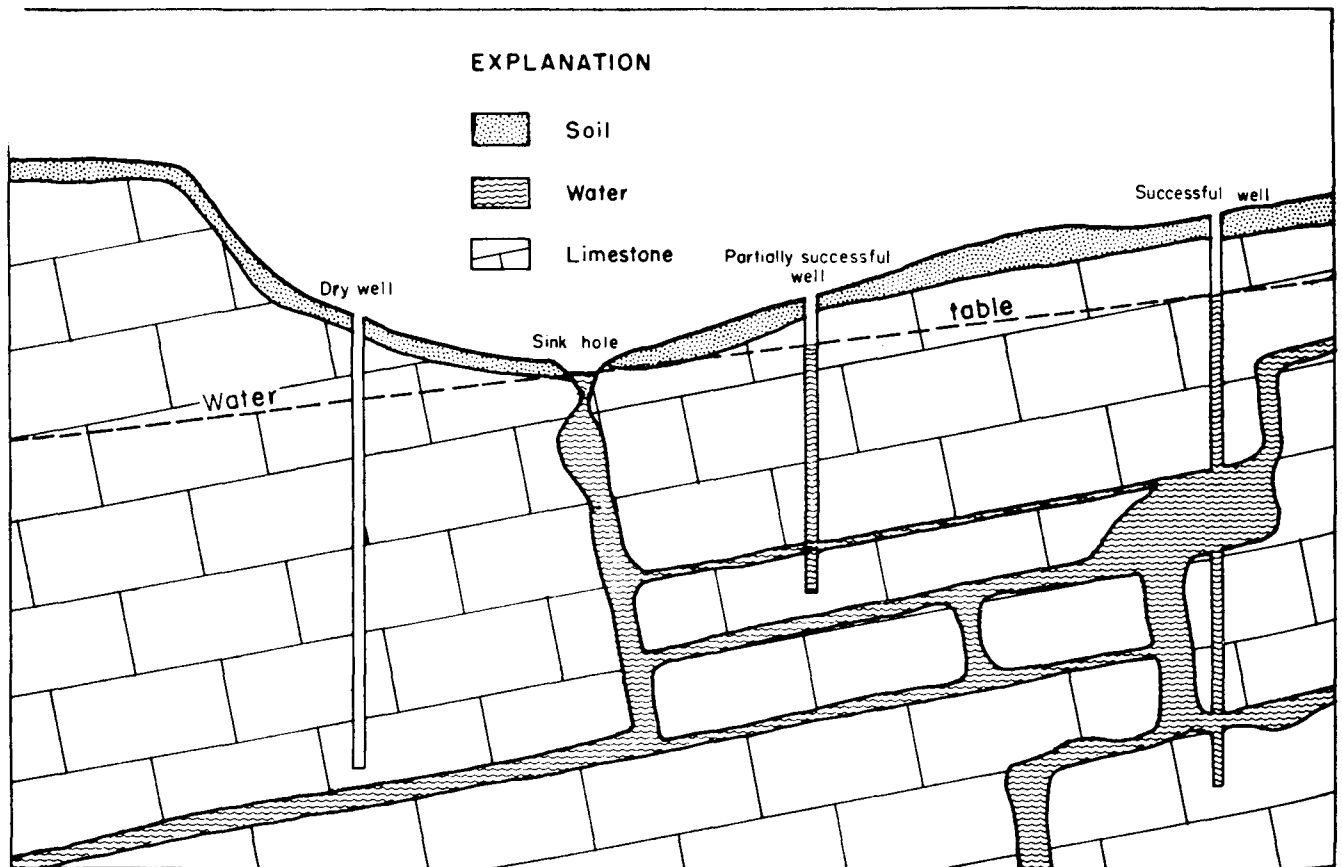 EXPLANATION
Soil
Water
Limestone
Successful well
Partially successful
well
Dry well
Sink hole
table
Water